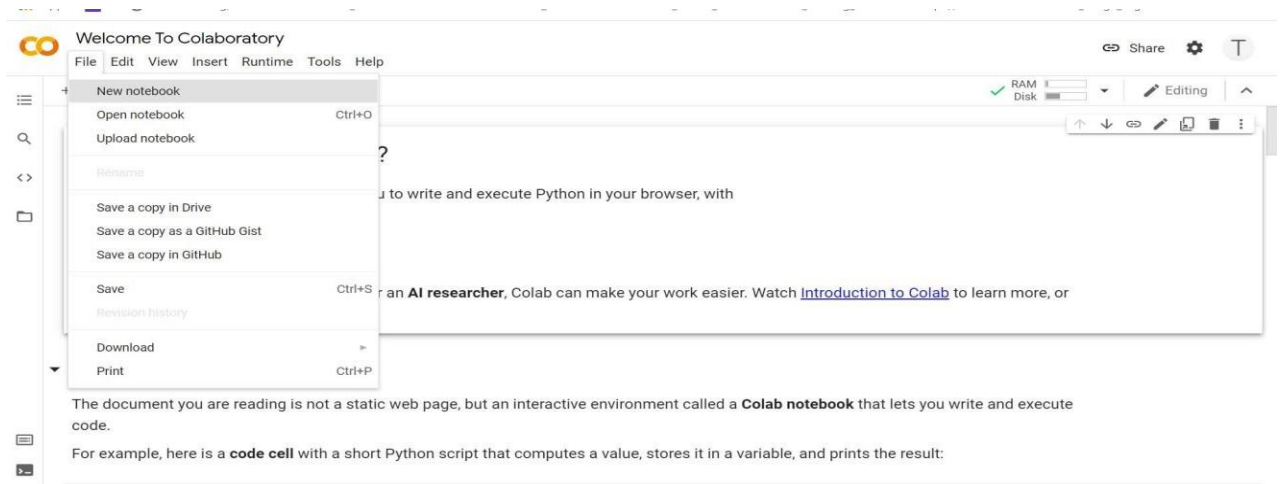 Welcome To Colaboratory
File Edit View Insert Runtime Tools Help
Share
T
RAM
Disk
Editing
New notebook
Open notebook Ctrl+O
Upload notebook
Rename
Save a copy in Drive
Save a copy as a GitHub Gist
Save a copy in GitHub
Save Ctrl+S
Revision history
Download
Print Ctrl+P
?
to write and execute Python in your browser, with
an AI researcher, Colab can make your work easier. Watch Introduction to Colab to learn more, or
The document you are reading is not a static web page, but an interactive environment called a Colab notebook that lets you write and execute
code.
For example, here is a code cell with a short Python script that computes a value, stores it in a variable, and prints the result: